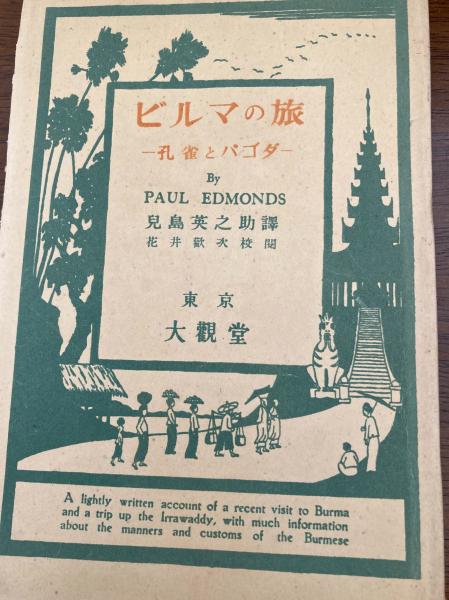 ビルマの旅
―孔雀とパゴダ―
By
PAUL EDMONDS
兒島英之助譯
花井歡次校閲
東京
大觀堂
A lightly written account of a recent visit to Burma
and a trip up the Irrawaddy, with much information
about the manners and customs of the Burmese